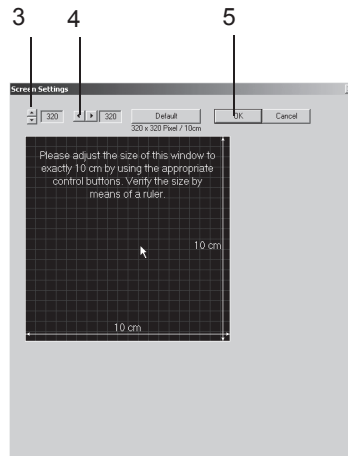 3 4 5
Screen Settings
320 320 Default OK Cancel
320 x 320 Pixel / 10cm
Please adjust the size of this window to
exactly 10 cm by using the appropriate
control buttons. Verify the size by
means of a ruler.
10 cm
10 cm